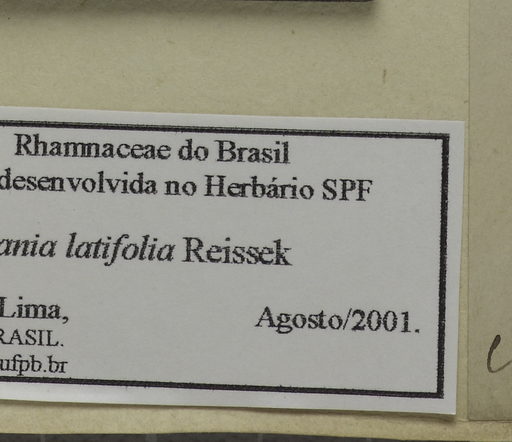 Rhamnaceae do Brasil
desenvolvida no Herbário SPF
ania latifolia Reissek
Lima,
Agosto/2001.
RASIL.
ufpb.br